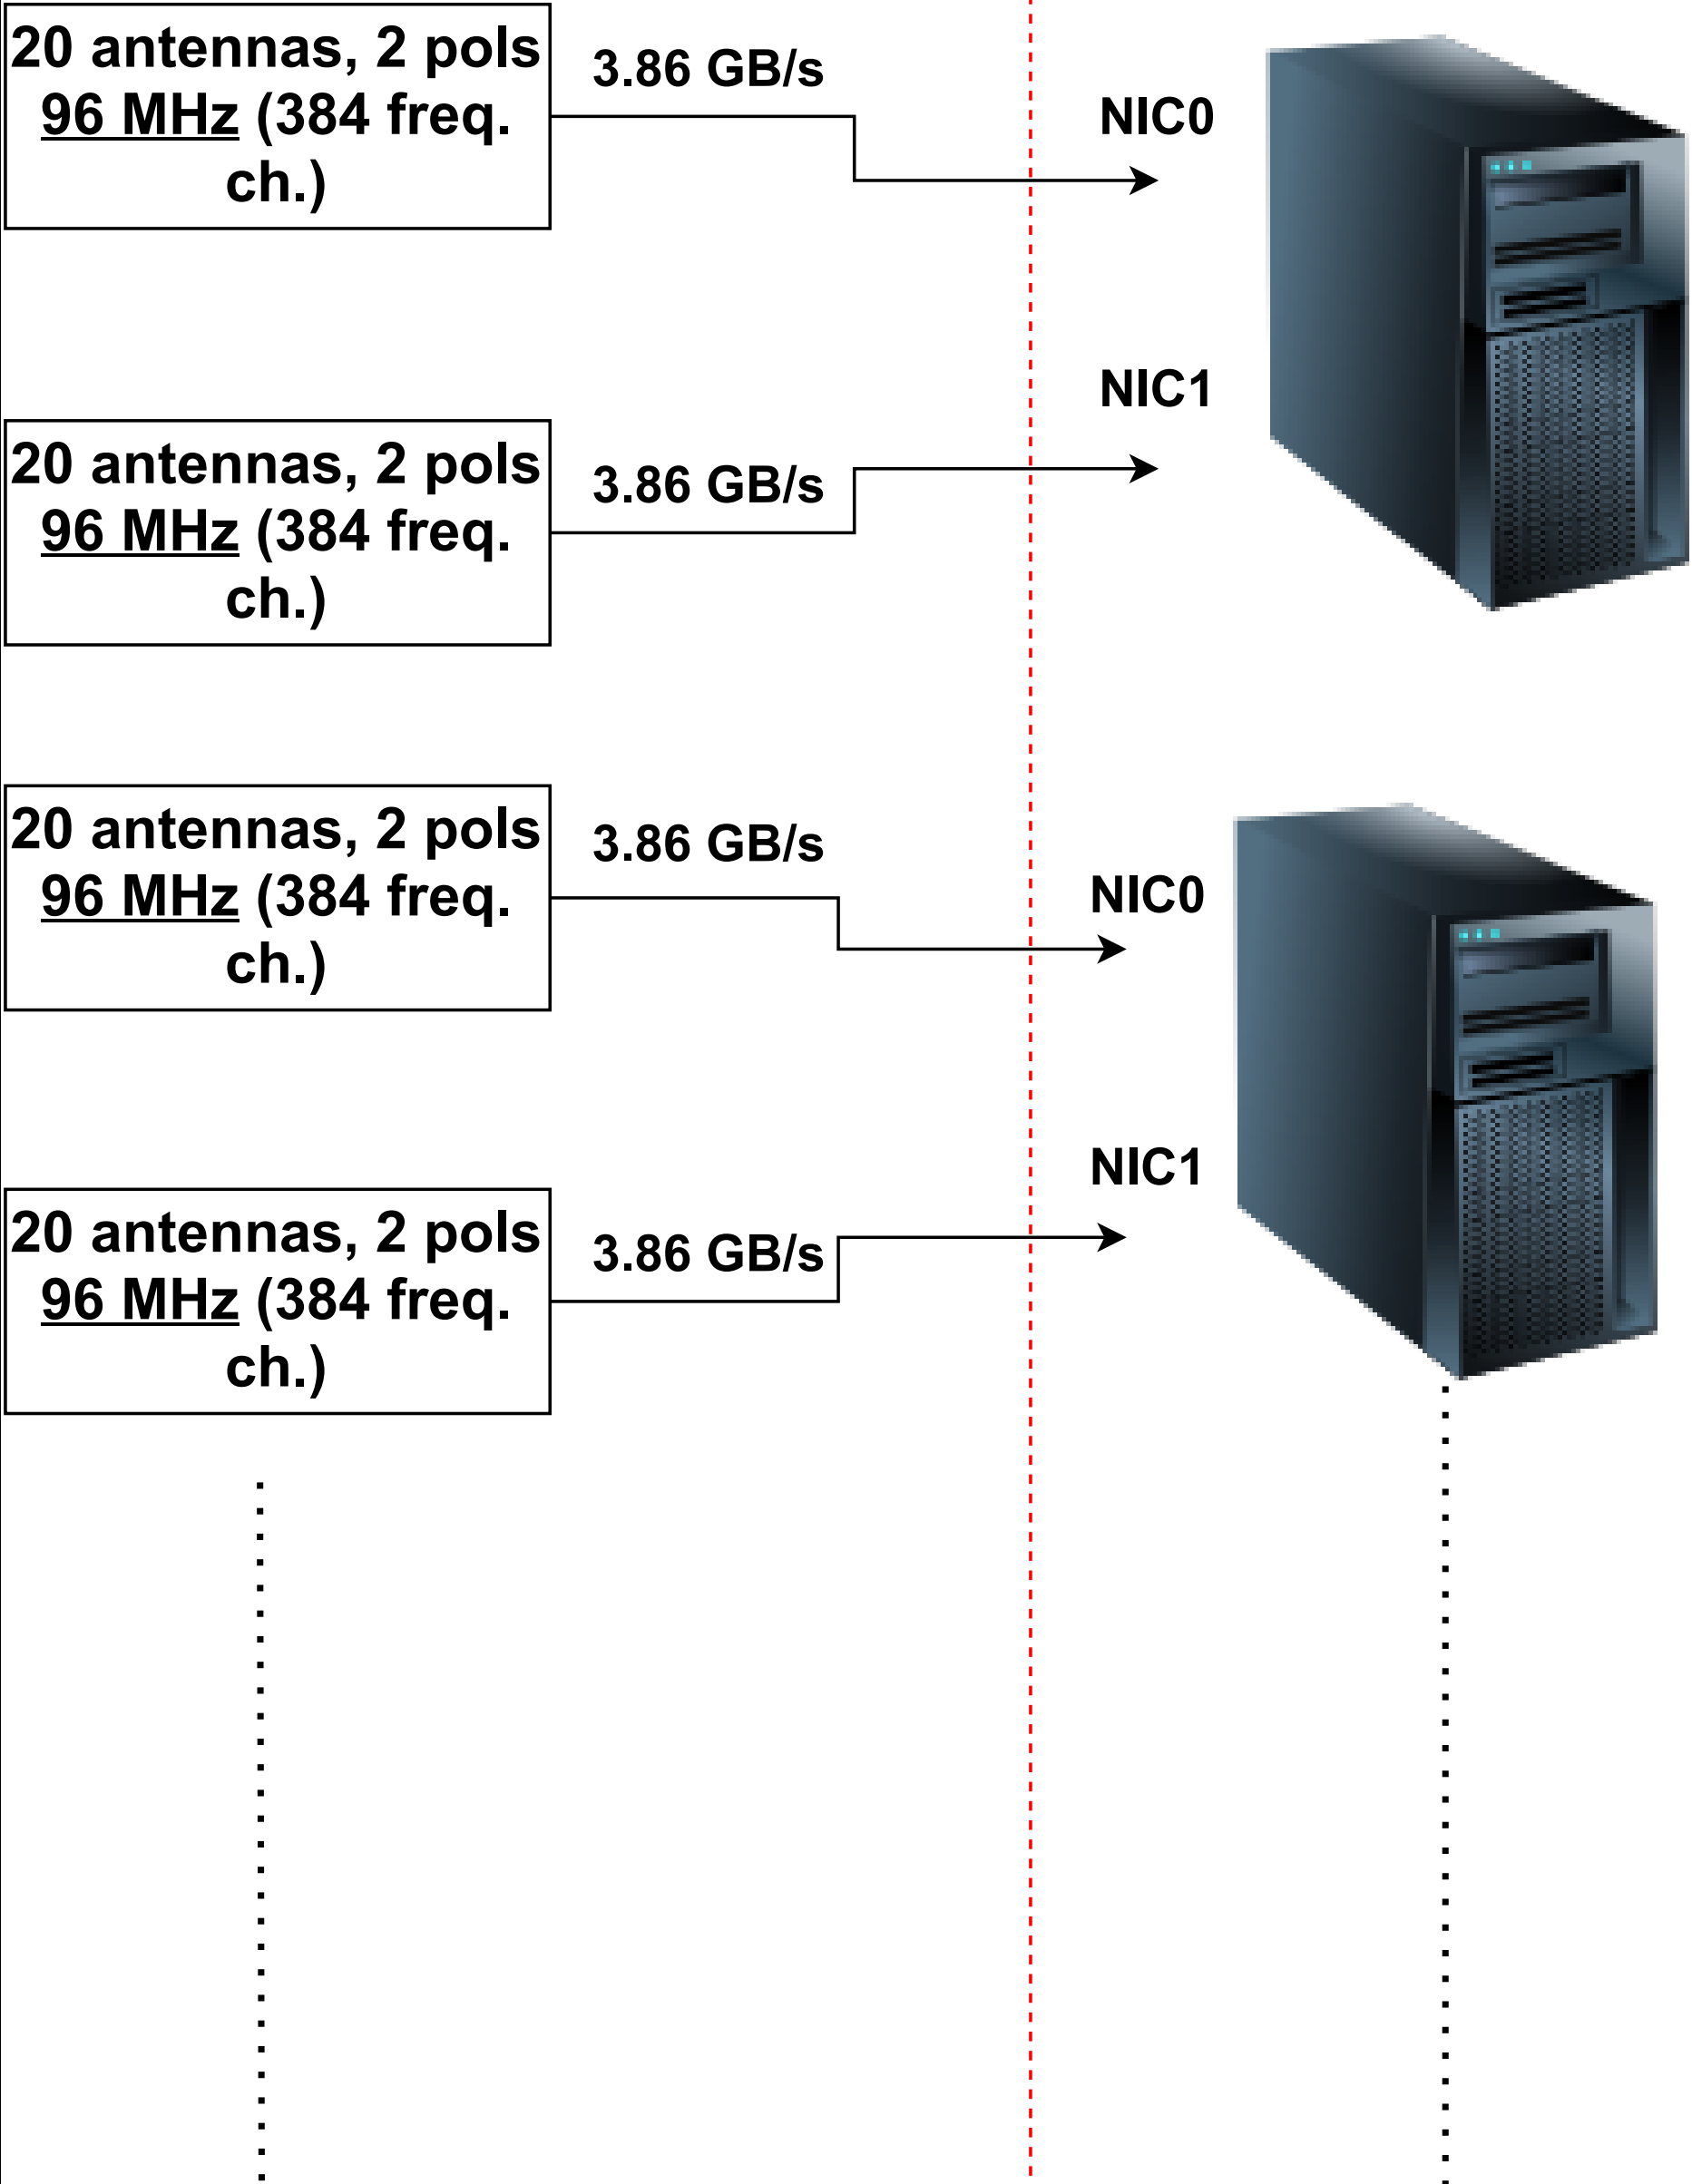 20 antennas, 2 pols
96 MHz (384 freq.
ch.)
3.86 GB/s
NIC0
NIC1
20 antennas, 2 pols
96 MHz (384 freq.
ch.)
3.86 GB/s
20 antennas, 2 pols
96 MHz (384 freq.
ch.)
3.86 GB/s
NIC0
NIC1
20 antennas, 2 pols
96 MHz (384 freq.
ch.)
3.86 GB/s